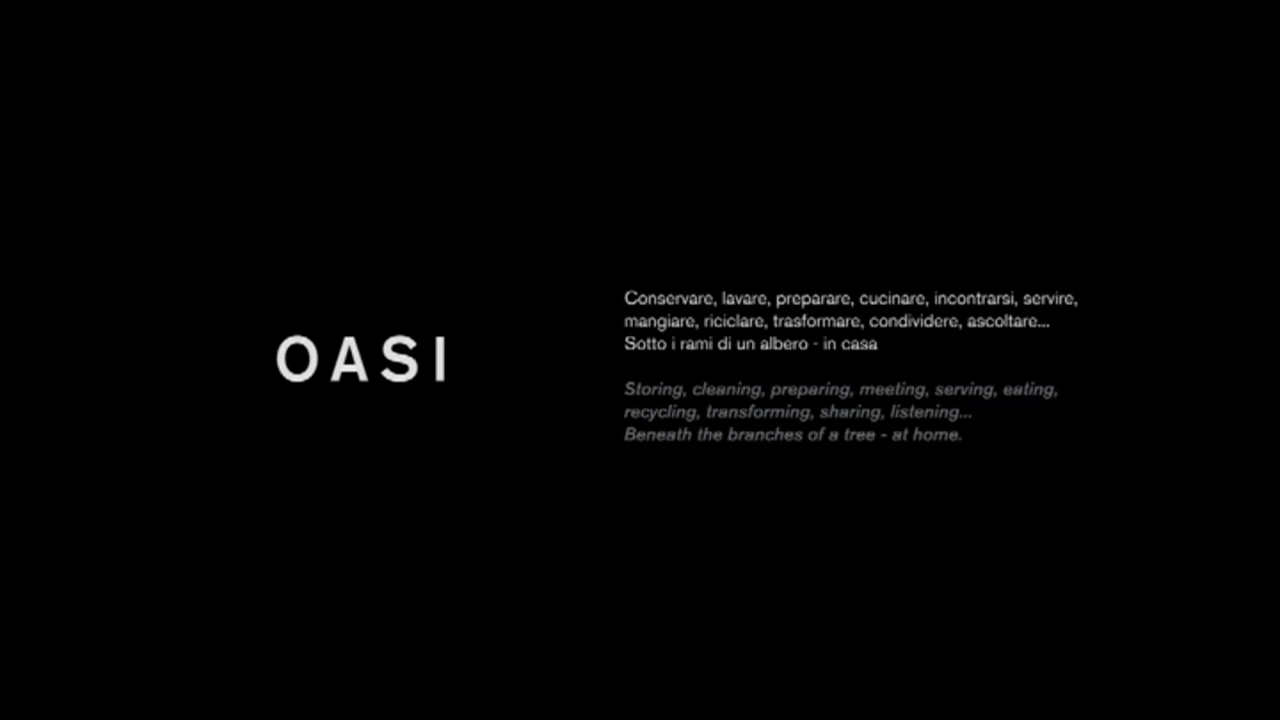 OASI
Conservare, lavare, preparare, cucinare, incontrarsi, servire,
mangiare, riciclare, trasformare, condividere, ascoltare...
Sotto i rami di un albero - in casa
Storing, cleaning, preparing, meeting, serving, eating,
recycling, transforming, sharing, listening...
Beneath the branches of a tree - at home.